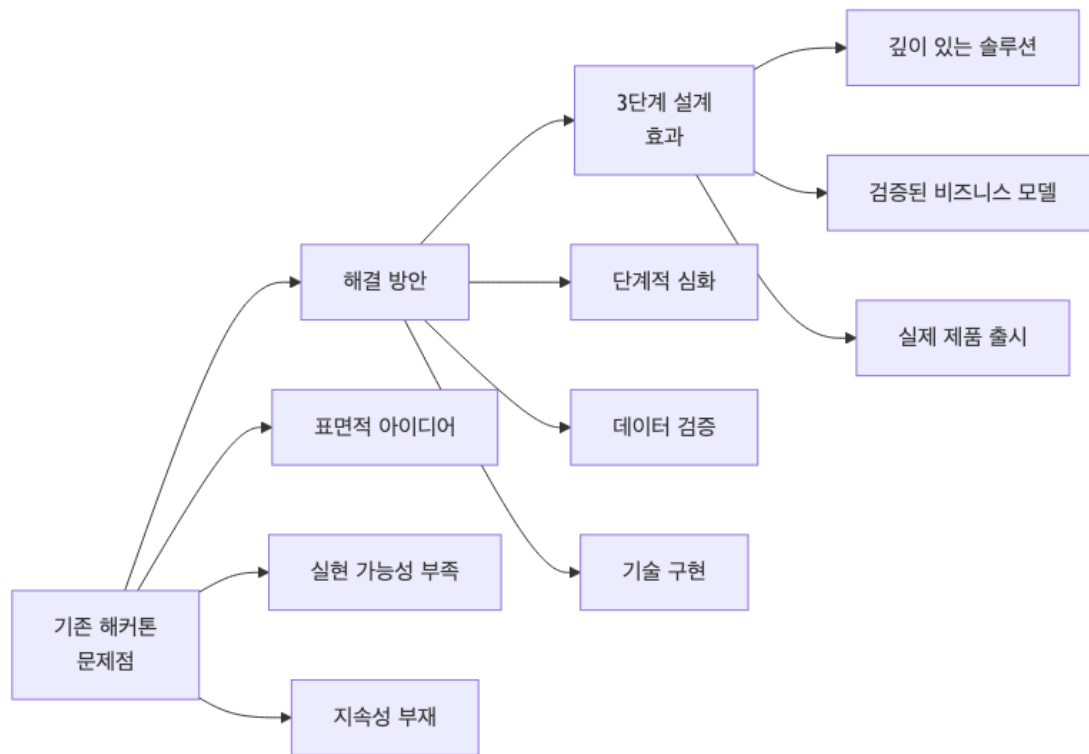 깊이 있는 솔루션
3단계 설계
효과
검증된 비즈니스 모델
해결 방안
단계적 심화
실제 제품 출시
표면적 아이디어
데이터 검증
실현 가능성 부족
기술 구현
기존 해커톤
문제점
지속성 부재